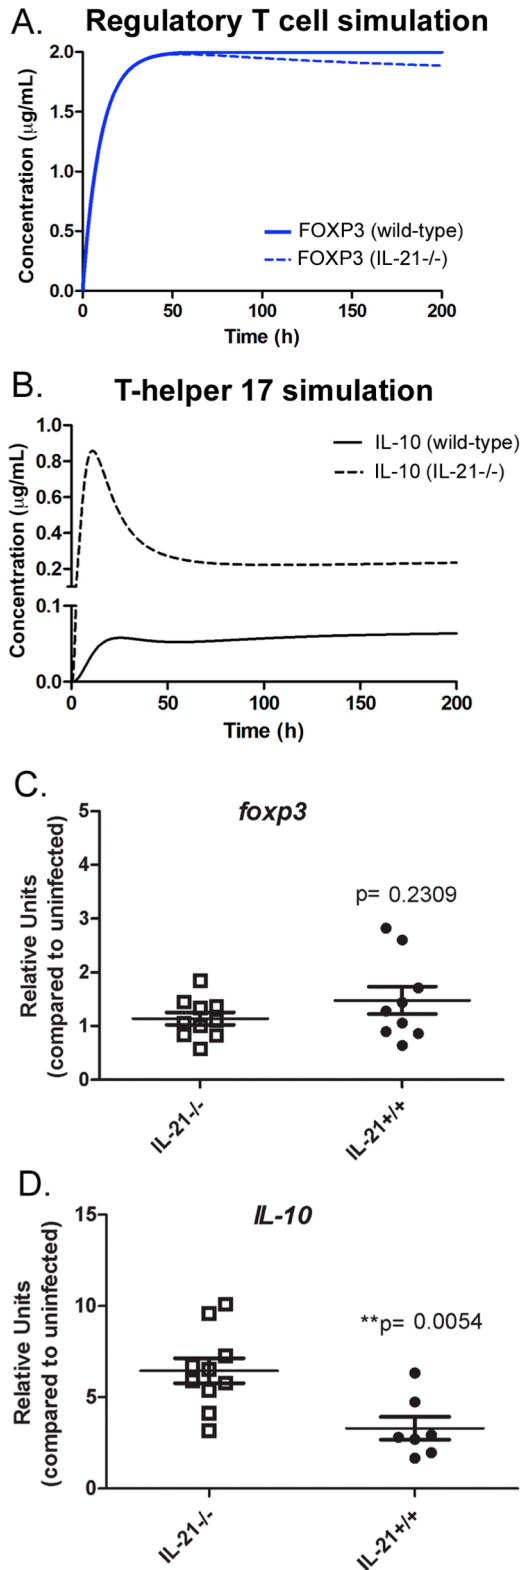 A. Regulatory T cell simulation
Concentration (μg/mL)
2.0
1.5
1.0
0.5
0.0
FOXP3 (wild-type)
FOXP3 (IL-21-/-)
0 50 100 150 200
Time (h)
B. T-helper 17 simulation
Concentration (μg/mL)
1.0
0.8
0.6
0.4
0.2
0.1
0.0
IL-10 (wild-type)
IL-10 (IL-21-/-)
0 50 100 150 200
Time (h)
C.
foxp3
Relative Units
(compared to uninfected)
5
4
3
2
1
0
p= 0.2309
IL-21-/- IL-21+/+
D.
IL-10
Relative Units
(compared to uninfected)
15
10
5
0
**p= 0.0054
IL-21-/- IL-21+/+